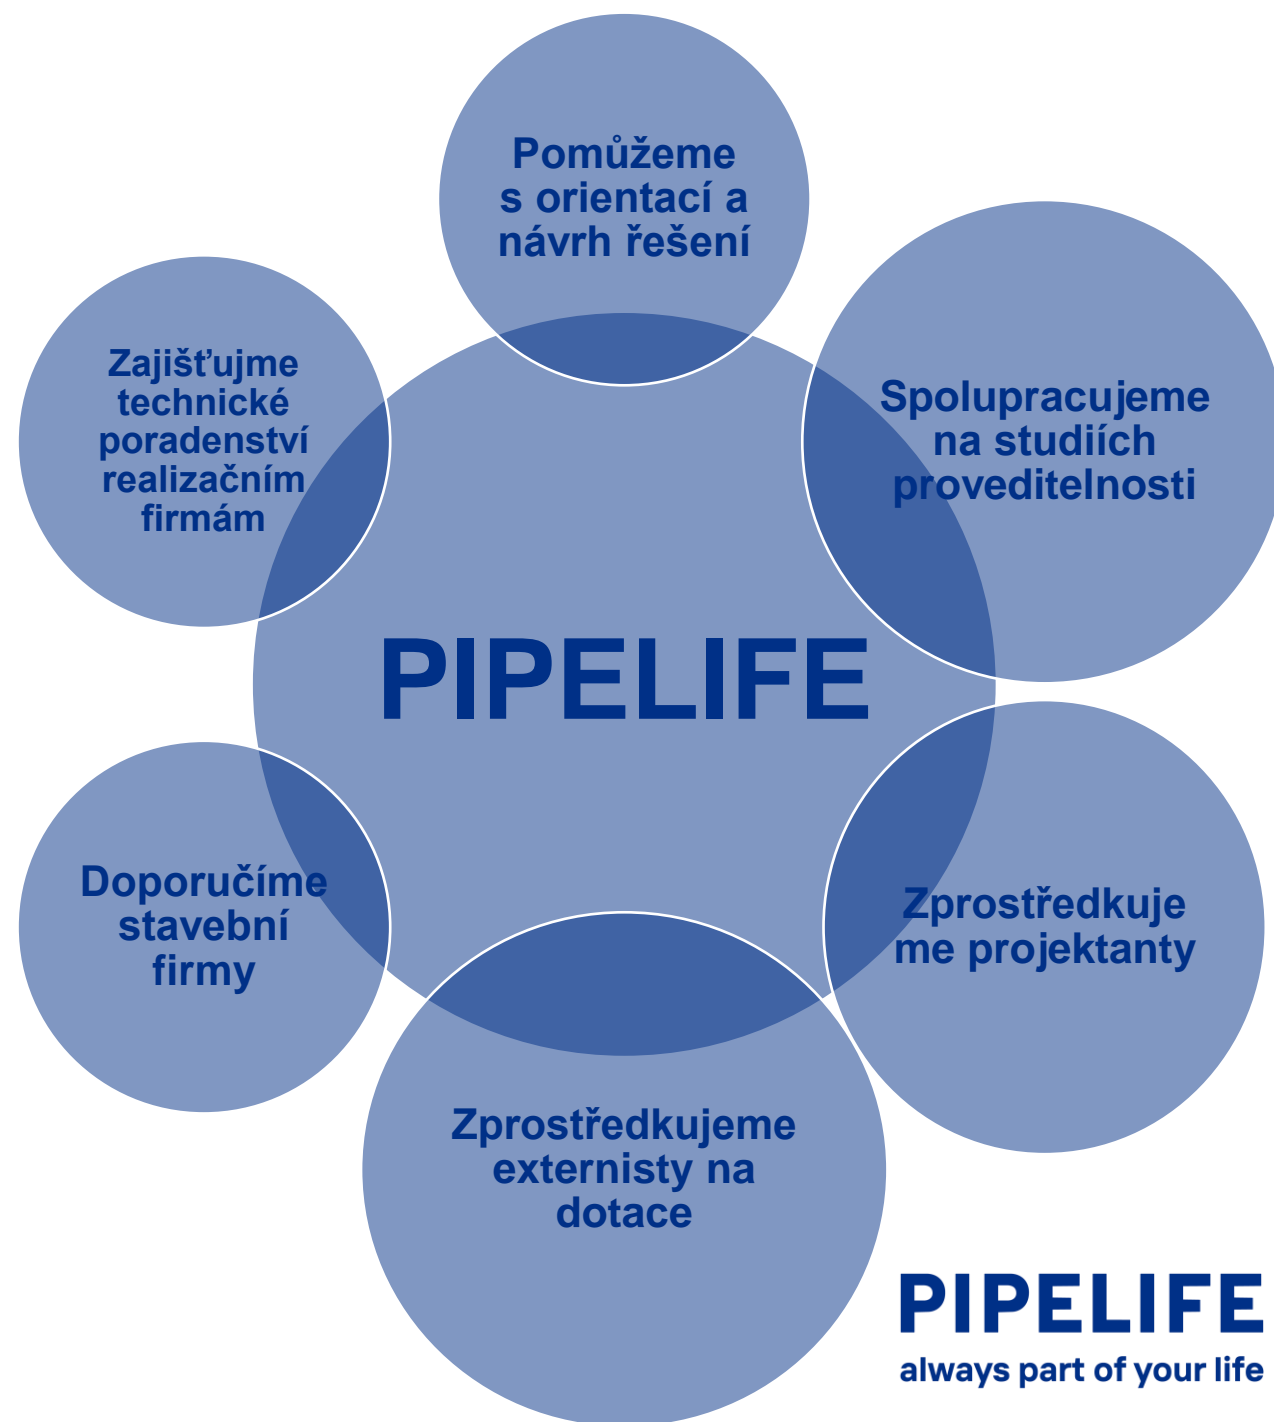 Pomůžeme
s orientací a
návrh řešení
Spolupracujeme
na studiích
proveditelnosti
Zprostředkuje
me projektanty
Zprostředkujeme
externisty na
dotace
Doporučíme
stavební
firmy
Zajišťujme
technické
poradenství
realizačním
firmám
PIPELIFE
PIPELIFE
always part of your life